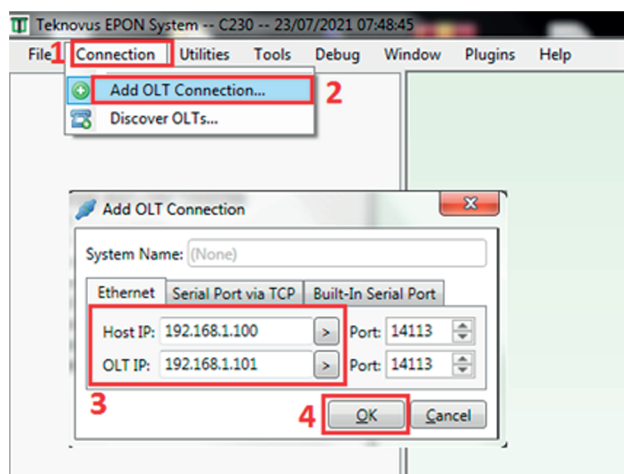 Teknovus EPON System -- C230 -- 23/07/2021 07:48:45
File 1 Connection Utilities Tools Debug Window Plugins Help
Add OLT Connection... 2
Discover OLTs...
Add OLT Connection
System Name: (None)
Ethernet Serial Port via TCP Built-In Serial Port
Host IP: 192.168.1.100 > Port: 14113
OLT IP: 192.168.1.101 > Port: 14113
3 4 OK Cancel